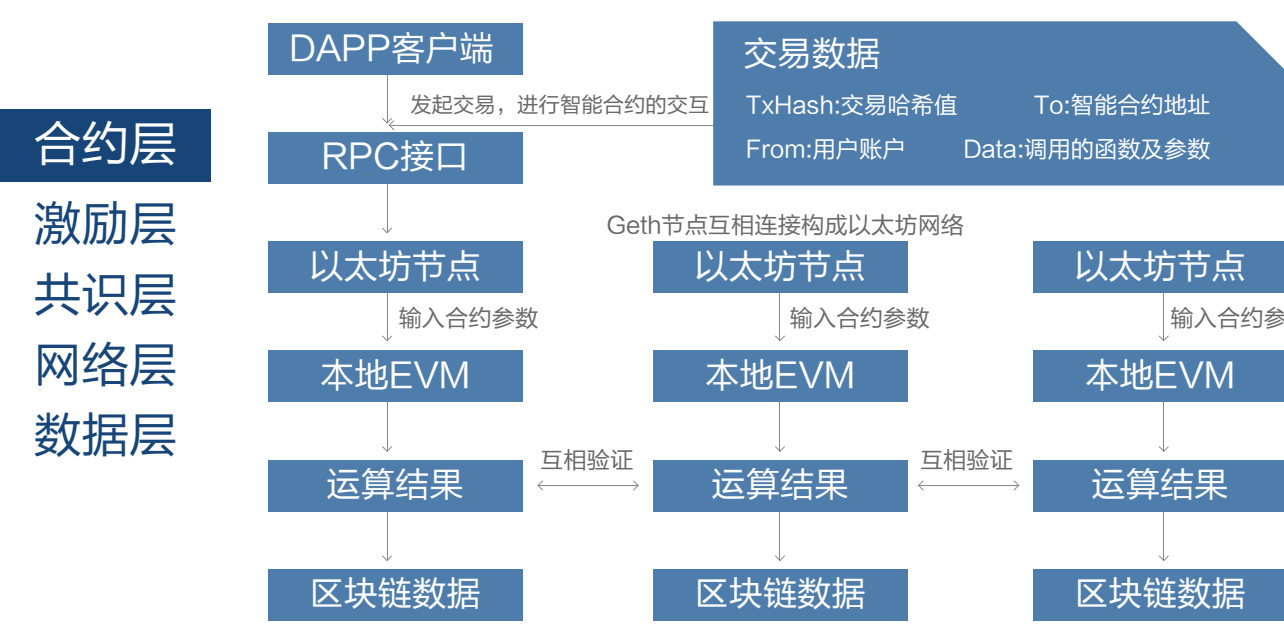 合约层
激励层
共识层
网络层
数据层
DAPP客户端
发起交易，进行智能合约的交互
交易数据
TxHash:交易哈希值 To:智能合约地址
From:用户账户 Data:调用的函数及参数
RPC接口
Geth节点互相连接构成以太坊网络
以太坊节点 以太坊节点 以太坊节点
输入合约参数 输入合约参数 输入合约参
本地EVM 本地EVM 本地EVM
互相验证 互相验证
运算结果 运算结果 运算结果
区块链数据 区块链数据 区块链数据